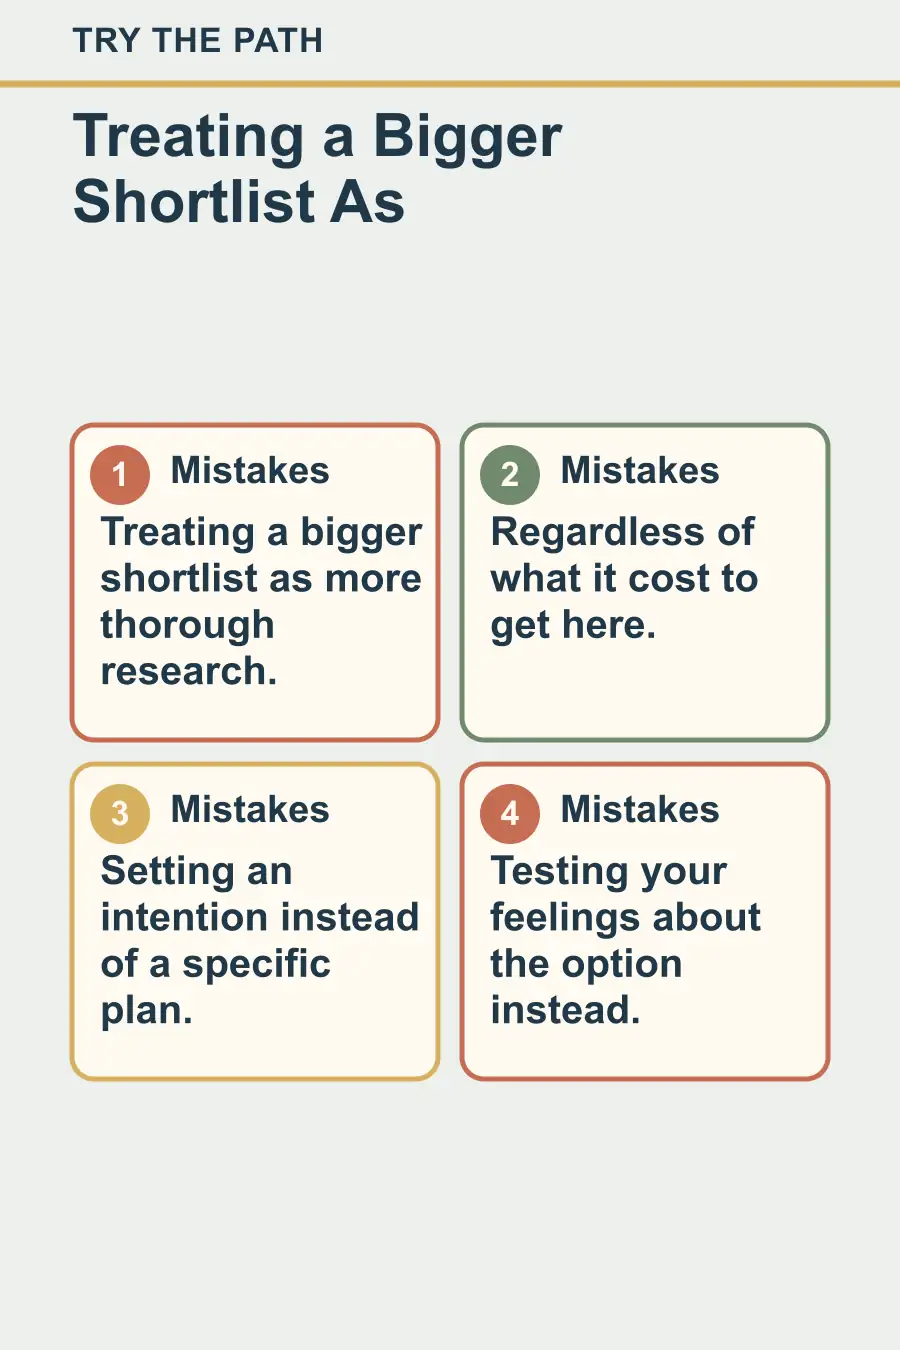 TRY THE PATH
Treating a Bigger
Shortlist As
1 Mistakes
Treating a bigger
shortlist as more
thorough
research.
2 Mistakes
Regardless of
what it cost to
get here.
3 Mistakes
Setting an
intention instead
of a specific
plan.
4 Mistakes
Testing your
feelings about
the option
instead.